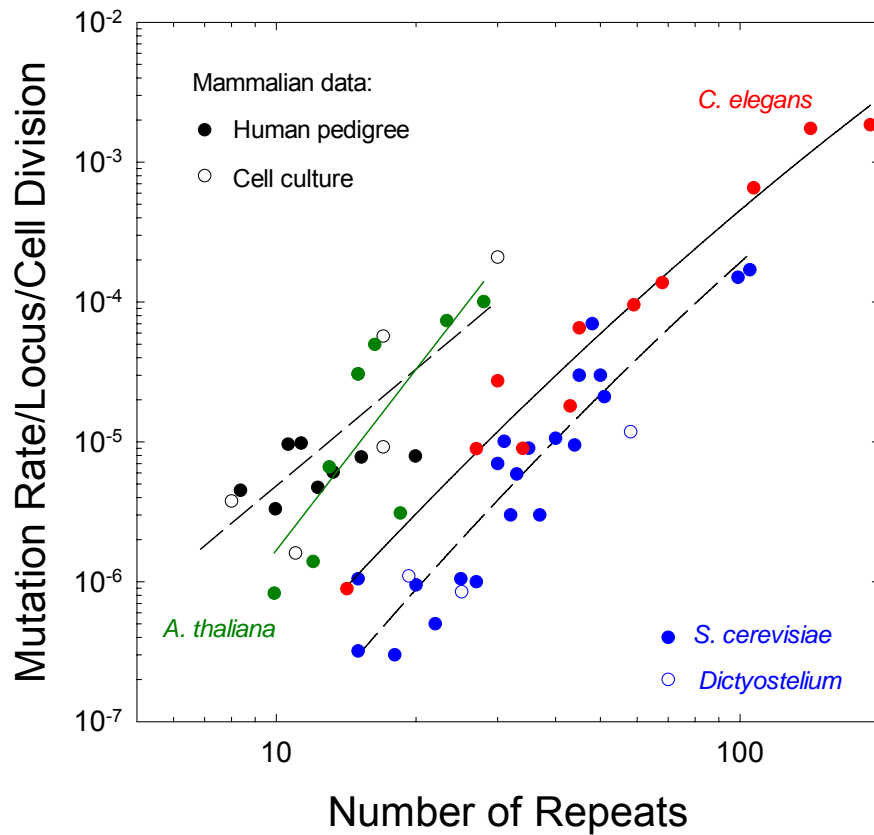 10-2
Mammalian data:
C. elegans
Human pedigree
10-3
Cell culture
10-4
Mutation Rate/Locus/Cell Division
10-5
10-6
A. thaliana
S. cerevisiae
Dictyostelium
10-7
10
100
Number of Repeats